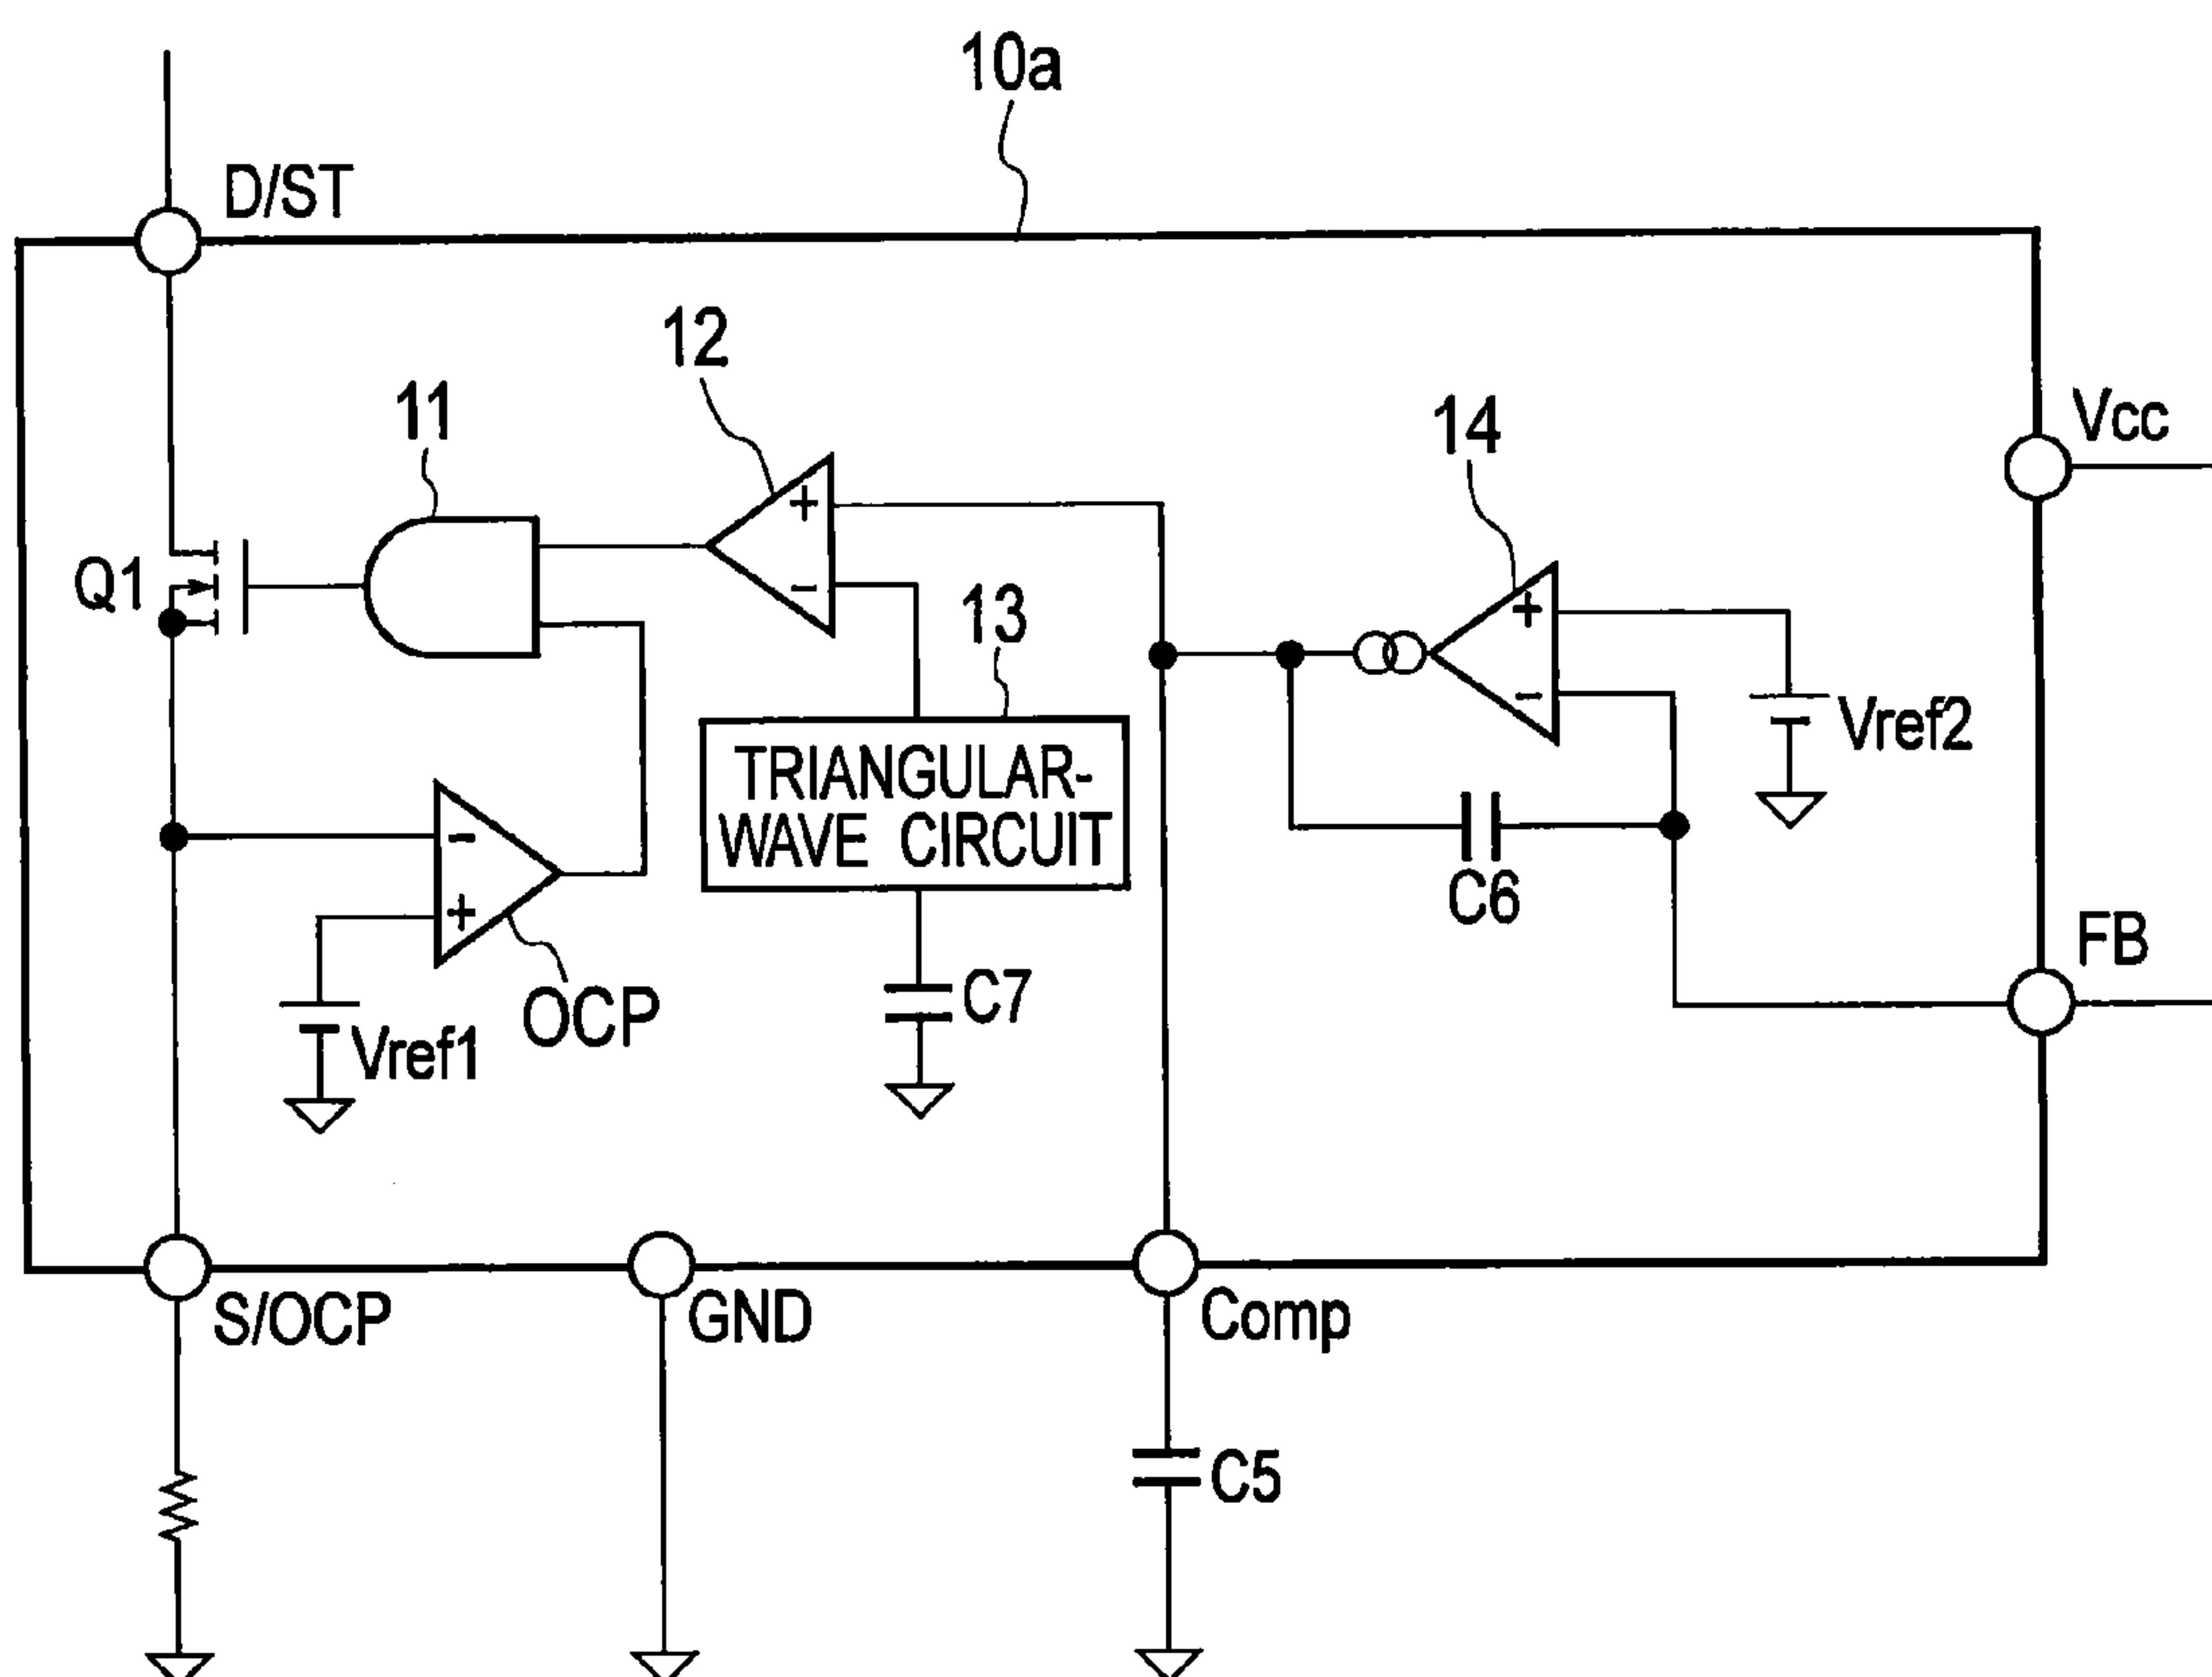 10a
D/ST
12
11
14
Vcc
Q1
13
Vref2
TRIANGULAR-
WAVE CIRCUIT
C6
FB
C7
OCP
Vref1
S/OCP
GND
Comp
C5
+
-
+
-
-
+